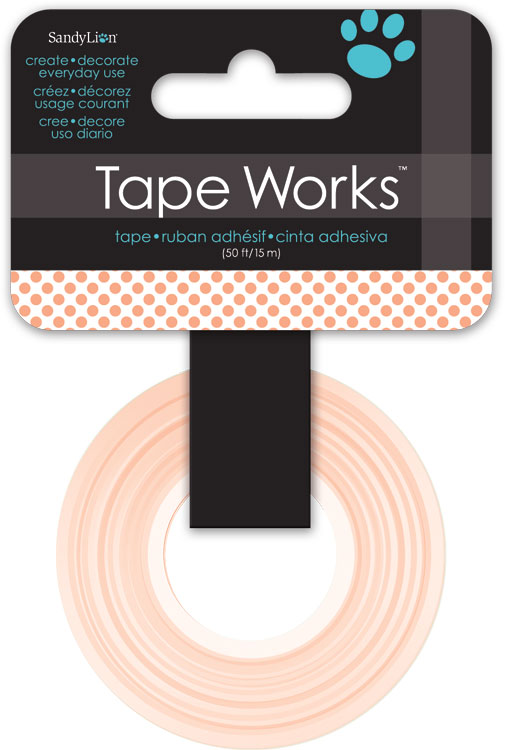 SandyLion®
create•decorate
everyday use
créez•décorez
usage courant
cree•decore
uso diario
Tape Works™
tape•ruban adhésif•cinta adhesiva
(50 ft/15 m)